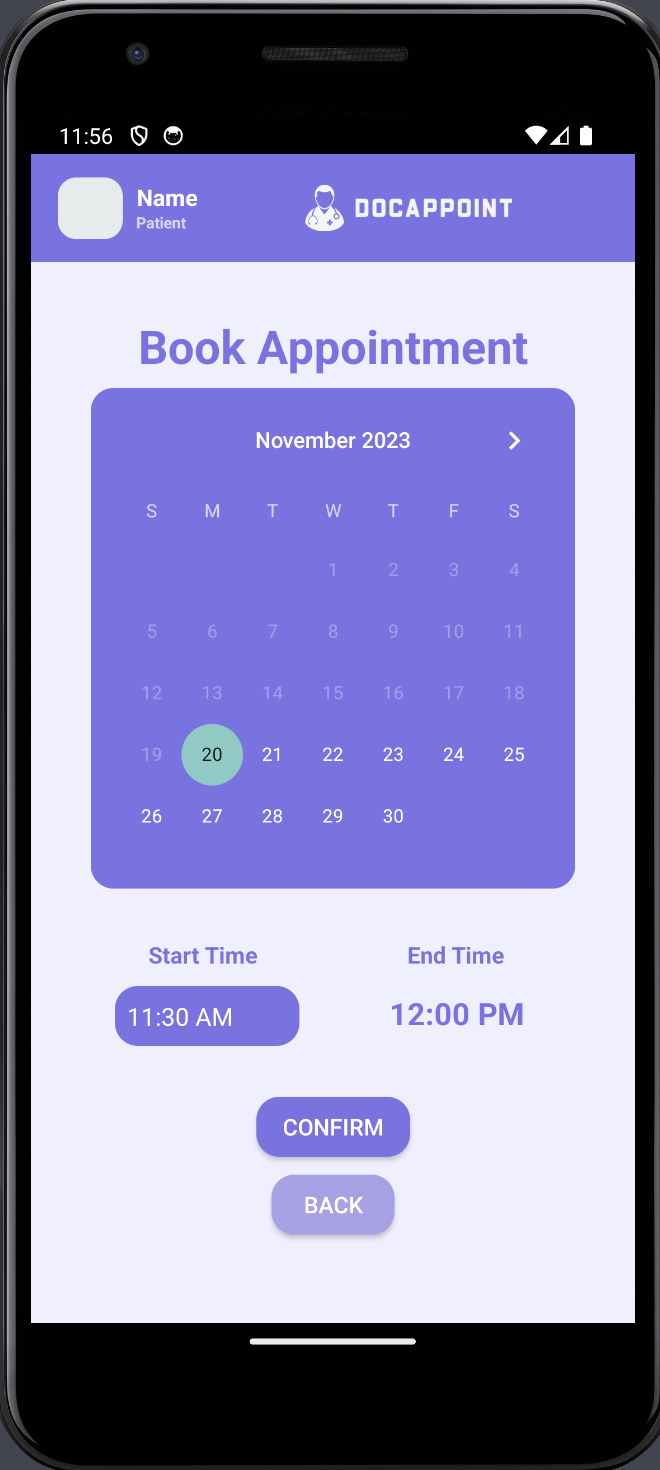 11:56
Name
Patient
DOCAPPOINT
Book Appointment
November 2023
S M T W T F S
1 2 3 4
5 6 7 8 9 10 11
12 13 14 15 16 17 18
19 20 21 22 23 24 25
26 27 28 29 30
Start Time End Time
11:30 AM 12:00 PM
CONFIRM
BACK